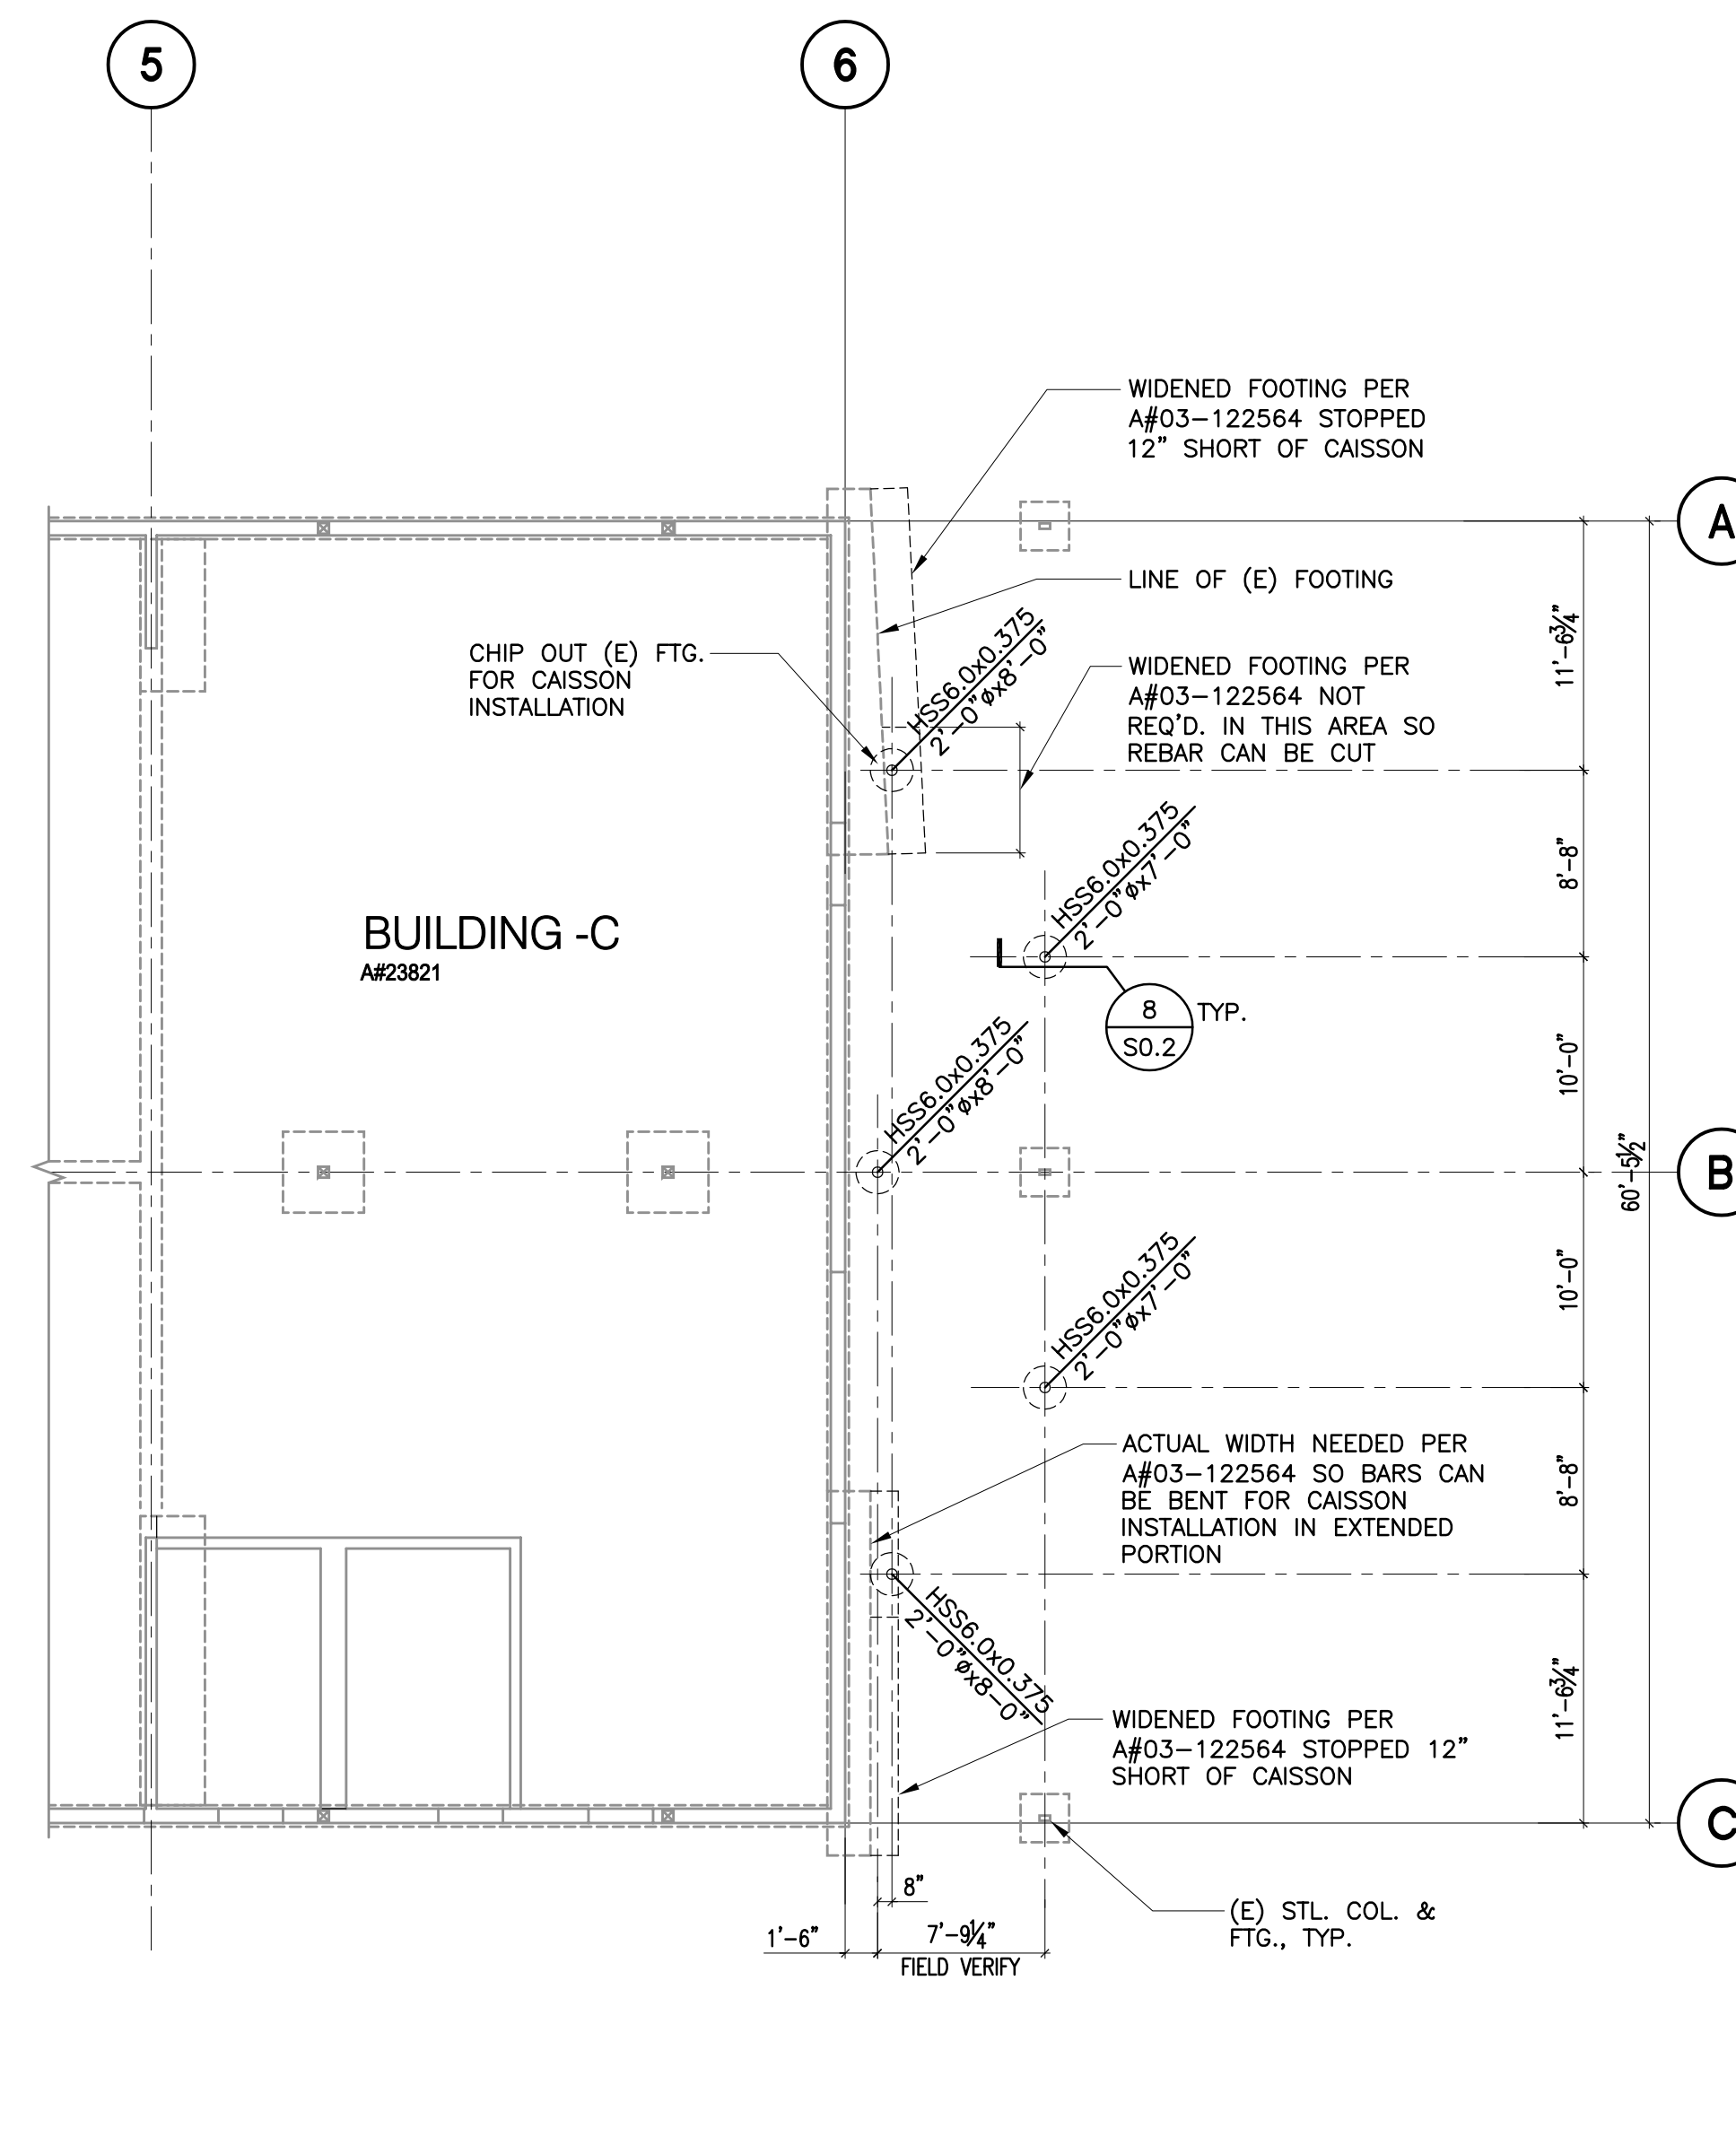 5
6
WIDENED FOOTING PER
A#03-122564 STOPPED
12" SHORT OF CAISSON
A
LINE OF (E) FOOTING
11'-6¾"
CHIP OUT (E) FTG.
FOR CAISSON
INSTALLATION
HSS6.0x0.375
2'-0"øx8'-0"
WIDENED FOOTING PER
A#03-122564 NOT
REQ'D. IN THIS AREA SO
REBAR CAN BE CUT
HSS6.0x0.375
2'-0"øx7'-0"
8'-8"
BUILDING -C
A#23821
8
S0.2
TYP.
HSS6.0x0.375
2'-0"øx8'-0"
10'-0"
60'-5½"
B
HSS6.0x0.375
2'-0"øx7'-0"
10'-0"
ACTUAL WIDTH NEEDED PER
A#03-122564 SO BARS CAN
BE BENT FOR CAISSON
INSTALLATION IN EXTENDED
PORTION
8'-8"
HSS6.0x0.375
2'-0"øx8-0"
11'-6¾"
WIDENED FOOTING PER
A#03-122564 STOPPED 12"
SHORT OF CAISSON
C
8"
1'-6"
7'-9¼"
FIELD VERIFY
(E) STL. COL. &
FTG., TYP.